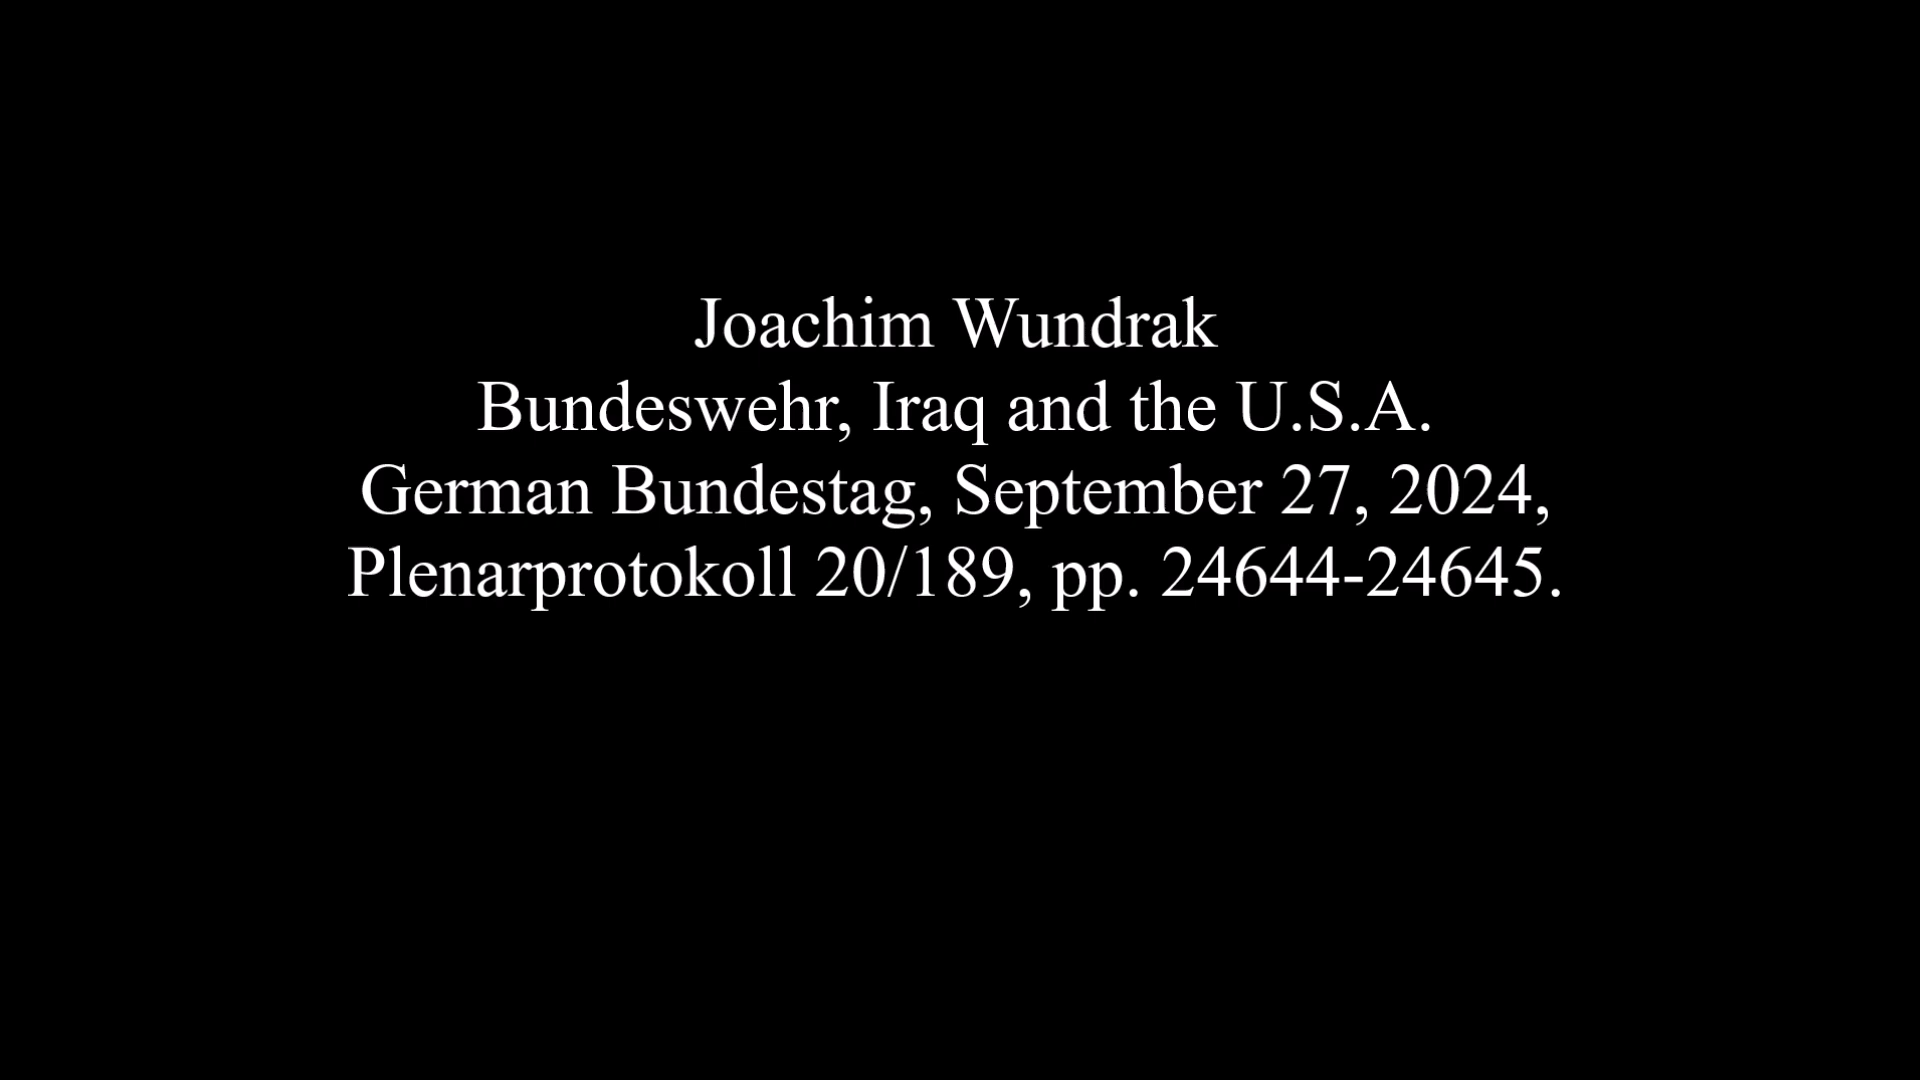 Joachim Wundrak
Bundeswehr, Iraq and the U.S.A.
German Bundestag, September 27, 2024,
Plenarprotokoll 20/189, pp. 24644-24645.